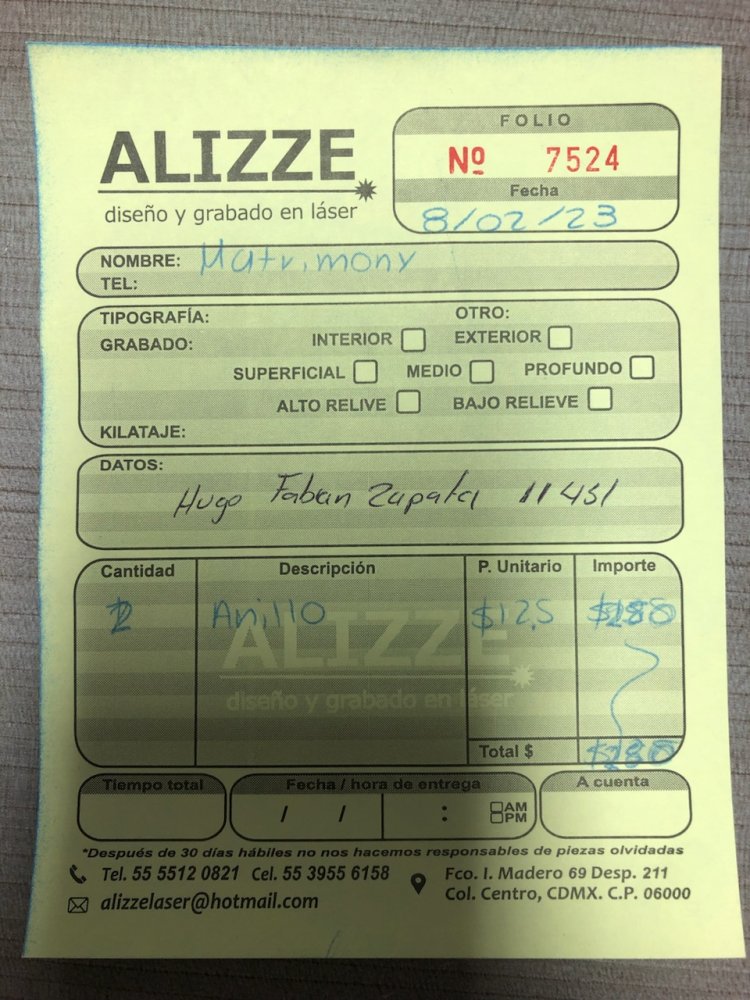 FOLIO
ALIZZE
Nº 7524
diseño y grabado en láser
Fecha
8/02/23
NOMBRE: Matrimony
TEL:
TIPOGRAFÍA: OTRO:
GRABADO: INTERIOR EXTERIOR
SUPERFICIAL MEDIO PROFUNDO
ALTO RELIVE BAJO RELIEVE
KILATAJE:
DATOS:
Hugo Fabian Zapata 11451
Cantidad Descripción P. Unitario Importe
Anillo $125
ALIZZE
diseño y grabado en láser
Total $
Tiempo total Fecha / hora de entrega A cuenta
/ / : AM
PM
*Después de 30 días hábiles no nos hacemos responsables de piezas olvidadas
Tel. 55 5512 0821 Cel. 55 3955 6158
Fco. I. Madero 69 Desp. 211
alizzelaser@hotmail.com
Col. Centro, CDMX. C.P. 06000